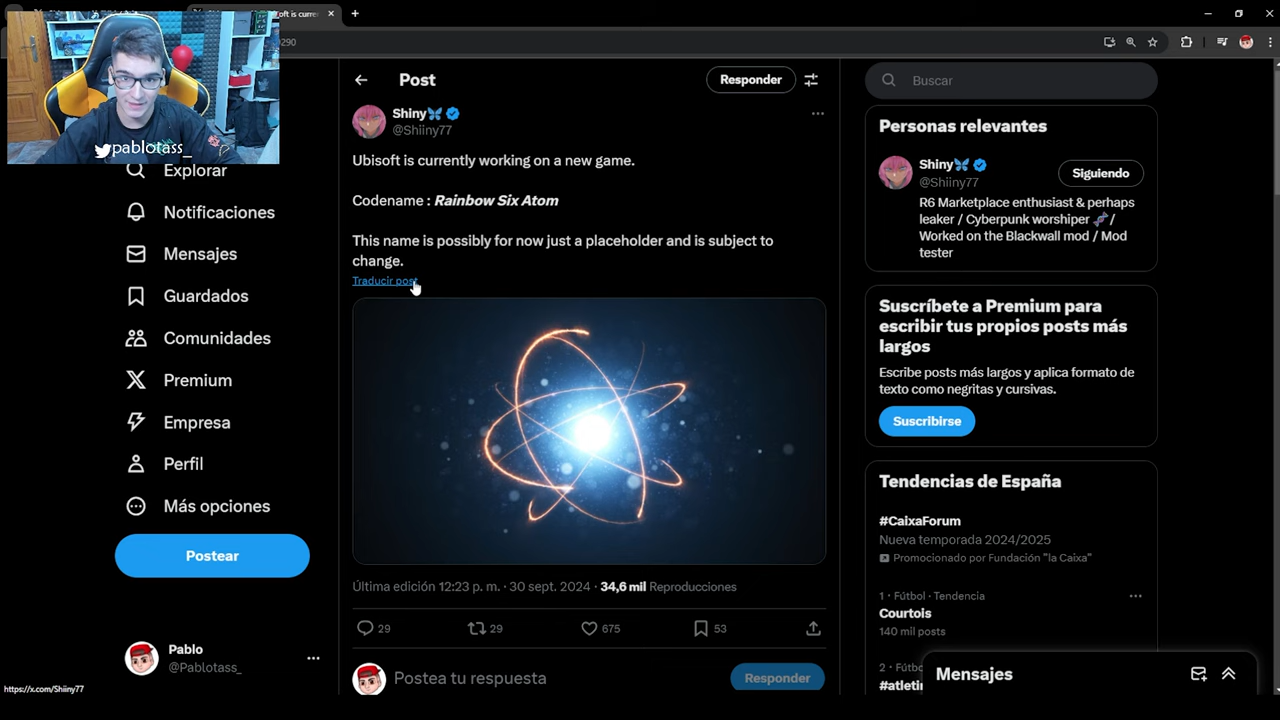 oft is curre
0290
pablotass_
Explorar
Notificaciones
Mensajes
Guardados
Comunidades
Premium
Empresa
Perfil
Más opciones
Postear
Pablo
@Pablotass_
https://x.com/Shiiny77
Post
Responder
Shiny
@Shiiny77
Ubisoft is currently working on a new game.
Codename : Rainbow Six Atom
This name is possibly for now just a placeholder and is subject to
change.
Traducir post
Última edición 12:23 p. m. · 30 sept. 2024 · 34,6 mil Reproducciones
29
29
675
53
Postea tu respuesta
Responder
Buscar
Personas relevantes
Shiny
@Shiiny77
Siguiendo
R6 Marketplace enthusiast & perhaps
leaker / Cyberpunk worshiper /
Worked on the Blackwall mod / Mod
tester
Suscríbete a Premium para
escribir tus propios posts más
largos
Escribe posts más largos y aplica formato de
texto como negritas y cursivas.
Suscribirse
Tendencias de España
#CaixaForum
Nueva temporada 2024/2025
Promocionado por Fundación "la Caixa"
1 · Fútbol · Tendencia
Courtois
140 mil posts
2 · Fútbo
#atleti
Mensajes